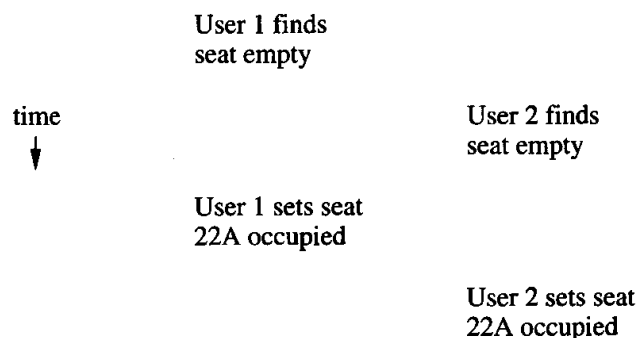 User 1 finds
seat empty
time
User 2 finds
seat empty
User 1 sets seat
22A occupied
User 2 sets seat
22A occupied